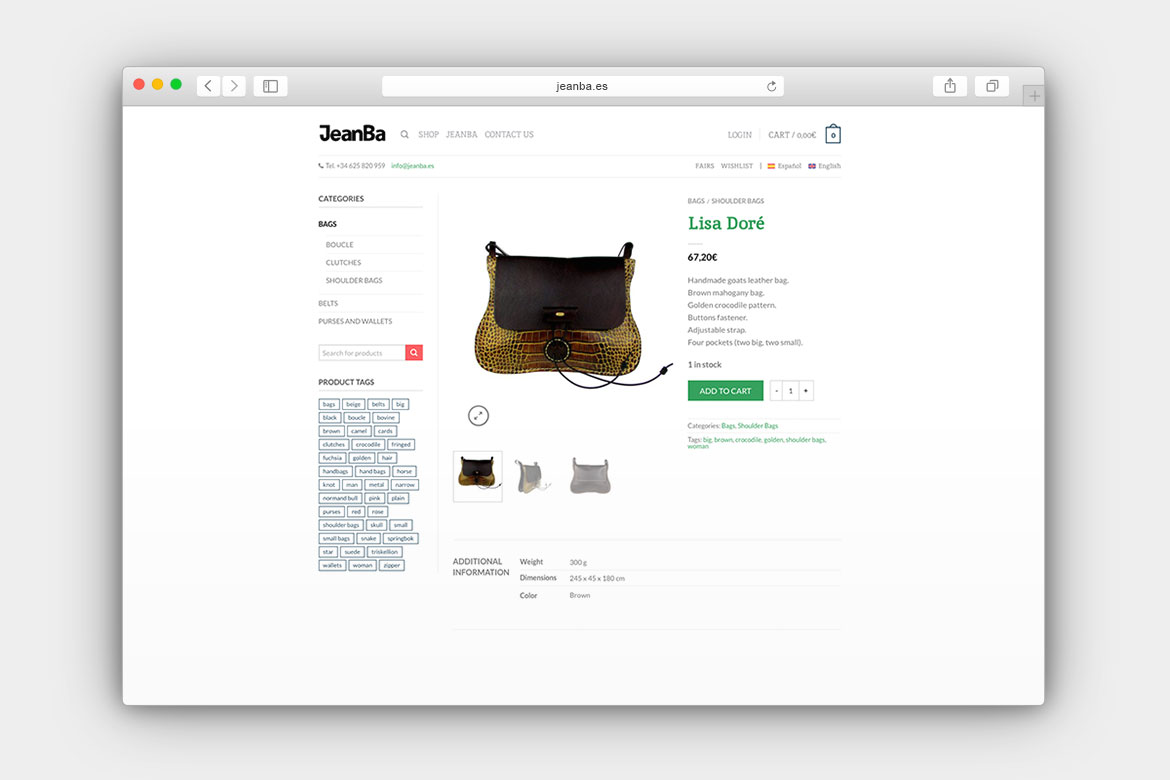 jeanba.es
JeanBa SHOP JEANBA CONTACT US LOGIN CART / 0,00€ 0
Tel. +34 625 820 959 info@jeanba.es FAIRS WISHLIST | Español English
CATEGORIES
BAGS
BOUCLE
CLUTCHES
SHOULDER BAGS
BELTS
PURSES AND WALLETS
Search for products
PRODUCT TAGS
bags beige belts big
black boucle bovine
brown camel cards
clutches crocodile fringed
fuchsia golden hair
handbags hand bags horse
knot man metal narrow
normand bull pink plain
purses red rose
shoulder bags skull small
small bags snake springbok
star suede triskellion
wallets woman zipper
BAGS / SHOULDER BAGS
Lisa Doré
67,20€
Handmade goats leather bag.
Brown mahogany bag.
Golden crocodile pattern.
Buttons fastener.
Adjustable strap.
Four pockets (two big, two small).
1 in stock
ADD TO CART - 1 +
Categories: Bags, Shoulder Bags
Tags: big, brown, crocodile, golden, shoulder bags,
woman
ADDITIONAL
INFORMATION
Weight 300 g
Dimensions 245 x 45 x 180 cm
Color Brown